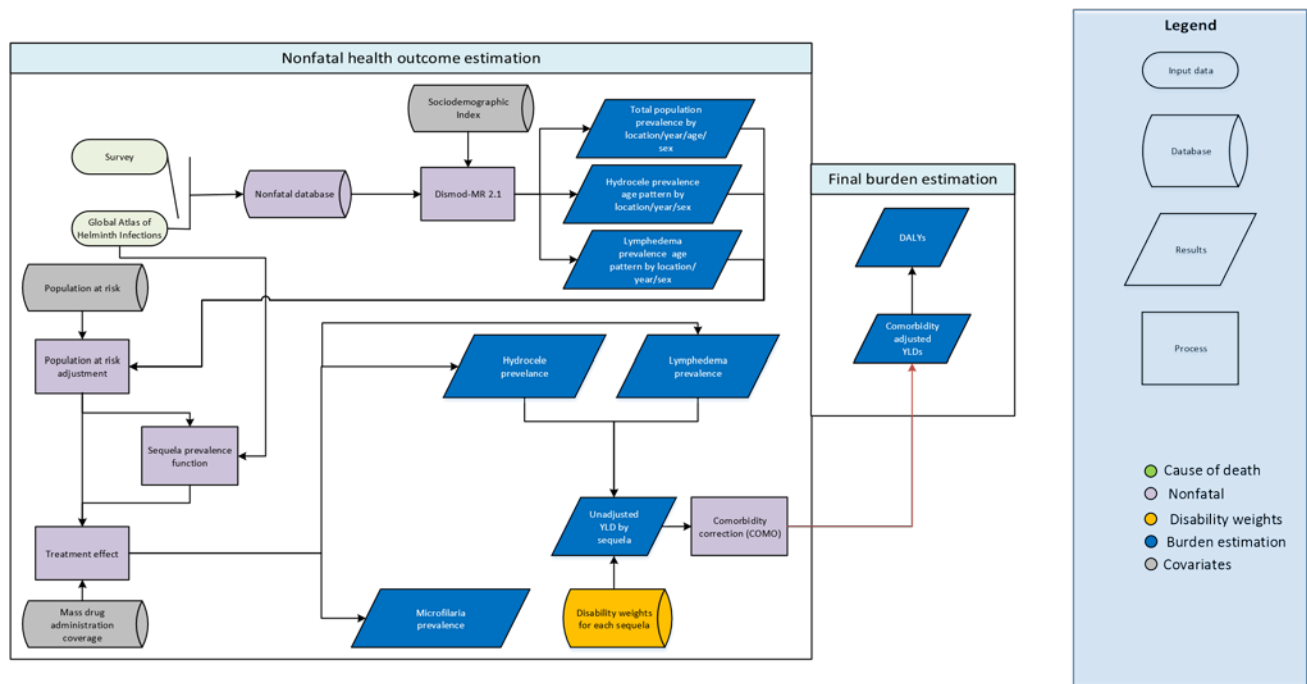 Legend
Nonfatal health outcome estimation
Input data
Sociodemographic
Index
Total population
prevalence by
location/year/age/
sex
Survey
Database
Final burden estimation
Nonfatal database
Dismod-MR 2.1
Hydrocele prevalence
age pattern by
location/year/sex
Global Atlas of
Helminth Infections
DALYs
Lymphedema
prevalence age
pattern by location/
year/sex
Results
Population at risk
Comorbidity
adjusted
YLDs
Population at risk
adjustment
Hydrocele
prevelance
Lymphedema
prevalence
Process
Sequela prevalence
function
Cause of death
Nonfatal
Unadjusted
YLD by
sequela
Comorbidity
correction (COMO)
Disability weights
Burden estimation
Treatment effect
Covariates
Mass drug
administration
coverage
Microfilaria
prevalence
Disability weights
for each sequela